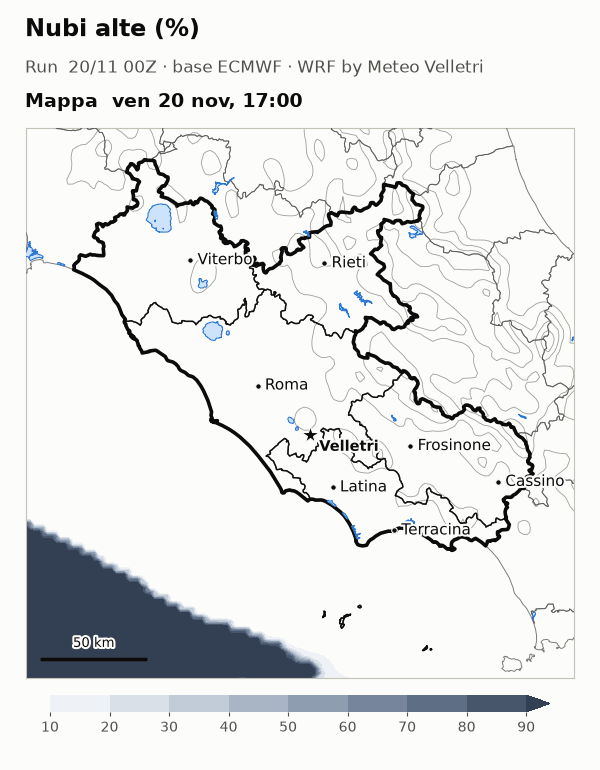 Nubi alte (%)
Run  20/11 00Z · base ECMWF · WRF by Meteo Velletri
Mappa  ven 20 nov, 17:00
Viterbo
Rieti
Roma
Velletri
Frosinone
Cassino
Latina
Terracina
50 km
10 20 30 40 50 60 70 80 90